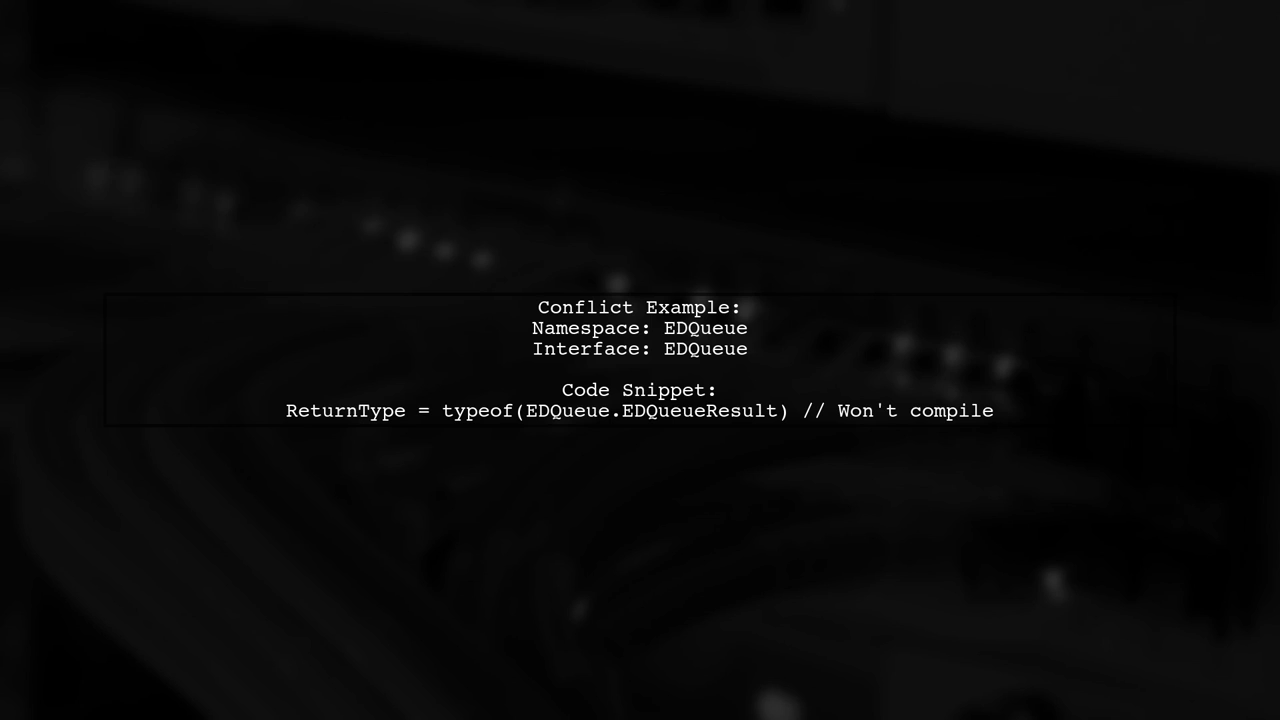 Conflict Example:
Namespace: EDQueue
Interface: EDQueue
Code Snippet:
ReturnType = typeof(EDQueue.EDQueueResult) // Won't compile